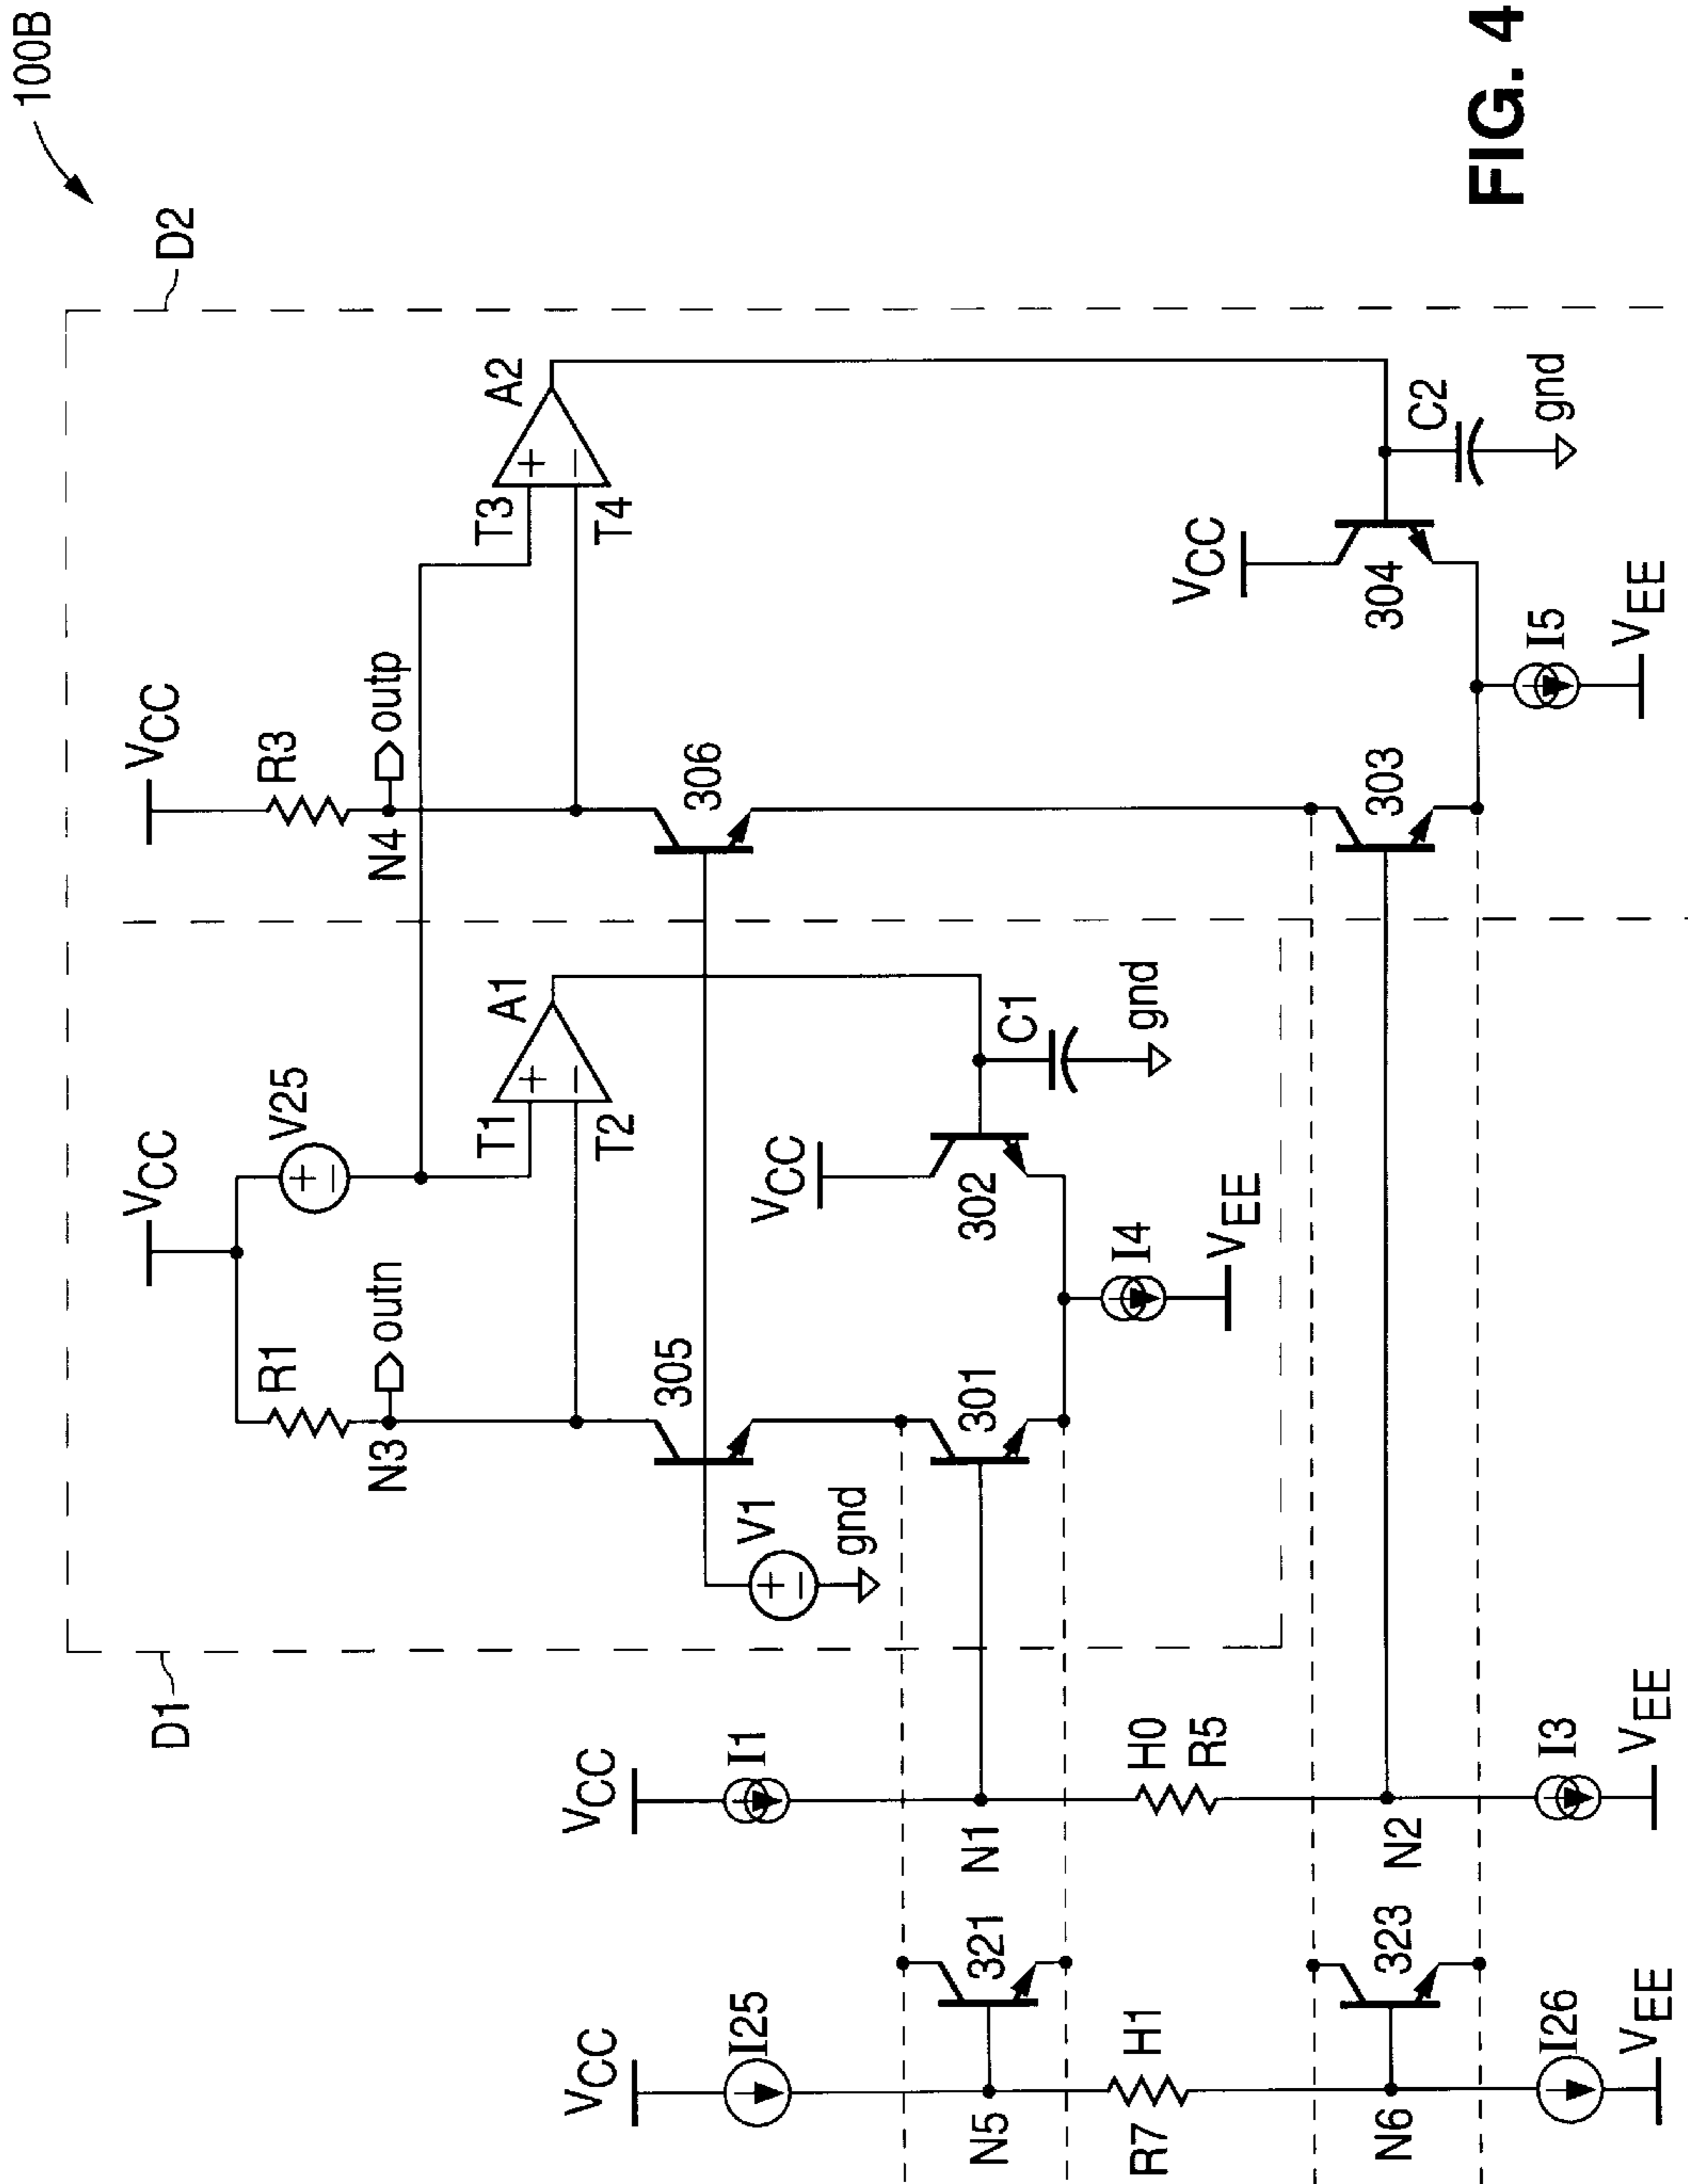 100B
D2
VCC
VCC
R3
R1
V25
N3
outn
N4
outp
T1
A1
T2
T3
A2
T4
305
306
V1
gnd
D1
VCC
VCC
VCC
VCC
I25
I1
301
302
C1
gnd
303
304
C2
gnd
321
N5
N1
I4
VEE
R7
H1
H0
R5
323
N6
N2
I5
VEE
I26
I3
VEE
VEE
FIG. 4